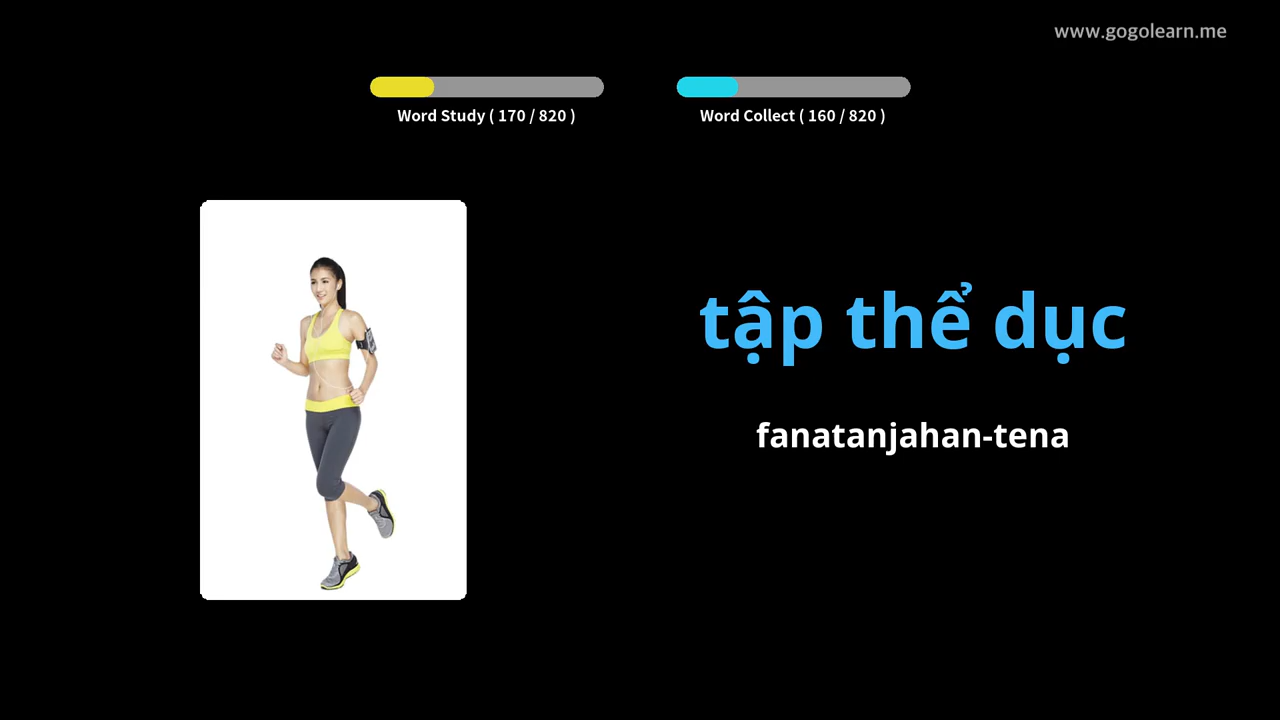 www.gogolearn.me
Word Study ( 170 / 820 )
Word Collect ( 160 / 820 )
tập thể dục
fanatanjahan-tena